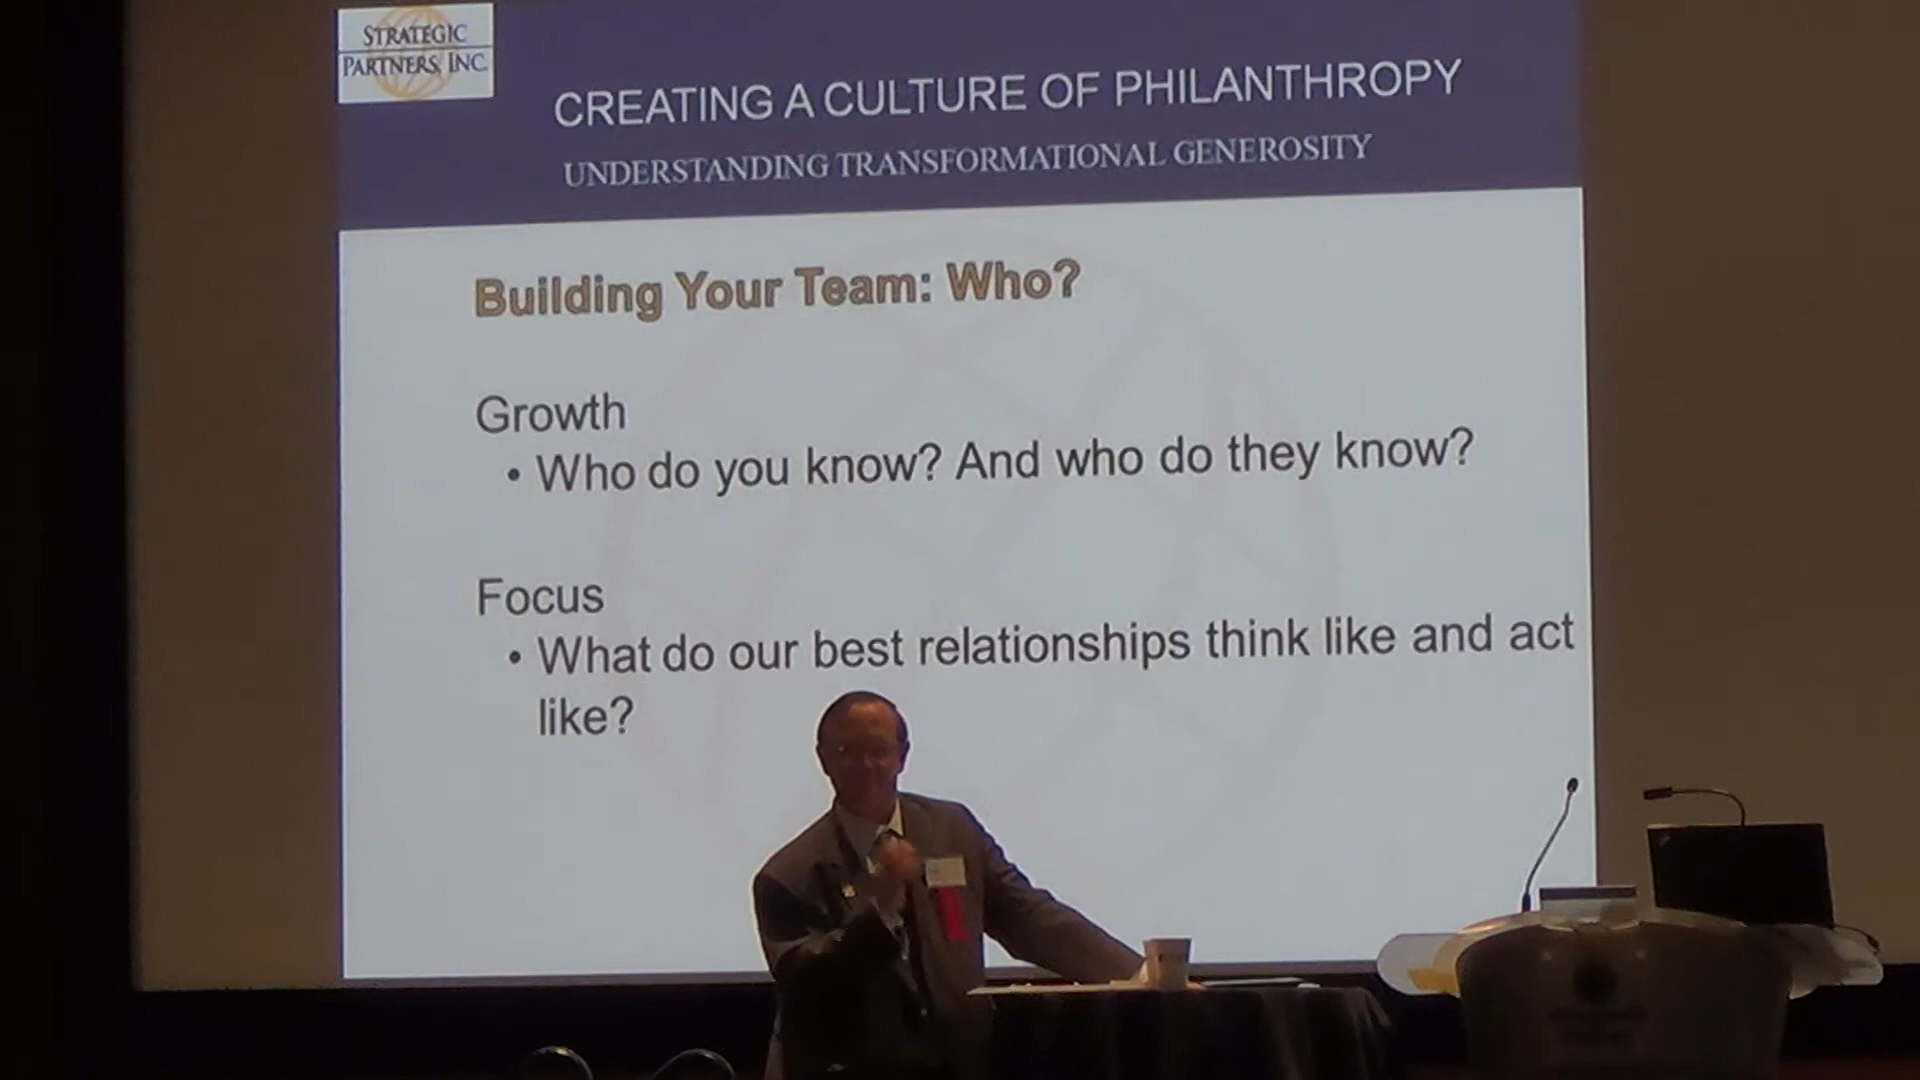 STRATEGIC
PARTNERS, INC.
CREATING A CULTURE OF PHILANTHROPY
UNDERSTANDING TRANSFORMATIONAL GENEROSITY
Building Your Team: Who?
Growth
• Who do you know? And who do they know?
Focus
• What do our best relationships think like and act
like?